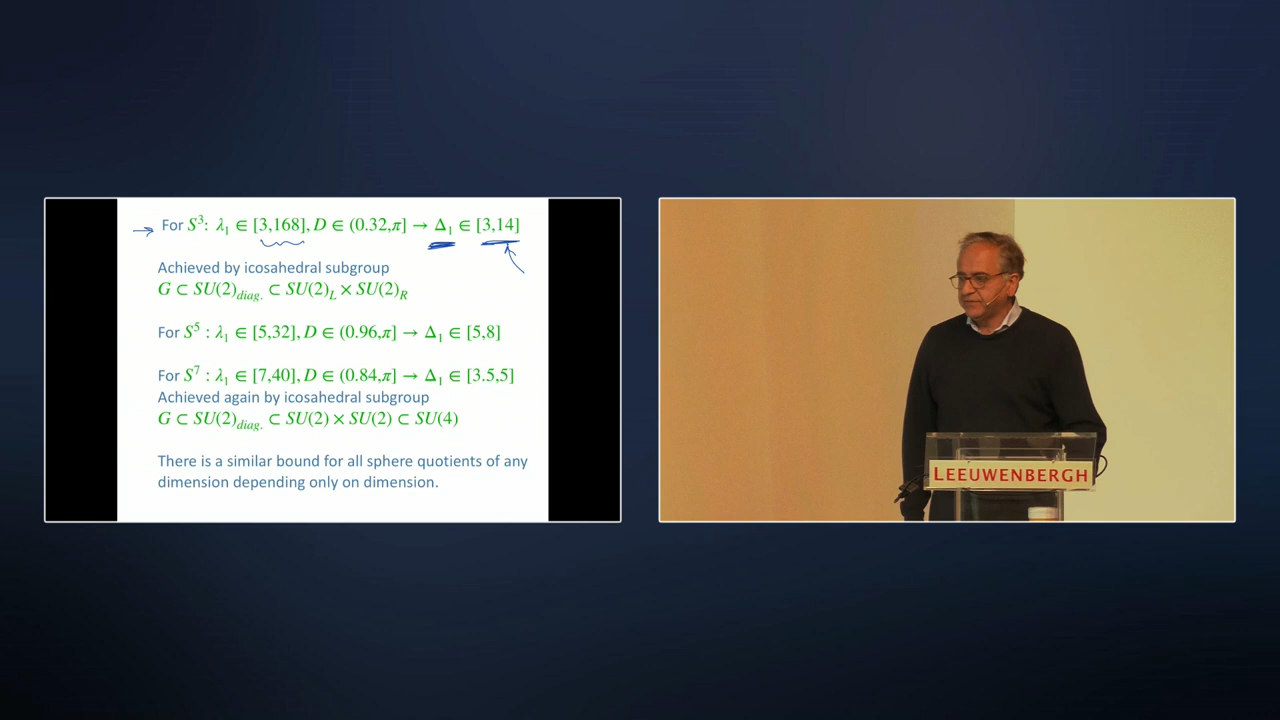 For S³: λ₁ ∈ [3,168], D ∈ (0.32,π] → Δ₁ ∈ [3,14]
Achieved by icosahedral subgroup
G ⊂ SU(2)diag. ⊂ SU(2)L × SU(2)R
For S⁵ : λ₁ ∈ [5,32], D ∈ (0.96,π] → Δ₁ ∈ [5,8]
For S⁷ : λ₁ ∈ [7,40], D ∈ (0.84,π] → Δ₁ ∈ [3.5,5]
Achieved again by icosahedral subgroup
G ⊂ SU(2)diag. ⊂ SU(2) × SU(2) ⊂ SU(4)
There is a similar bound for all sphere quotients of any
dimension depending only on dimension.
LEEUWENBERGH